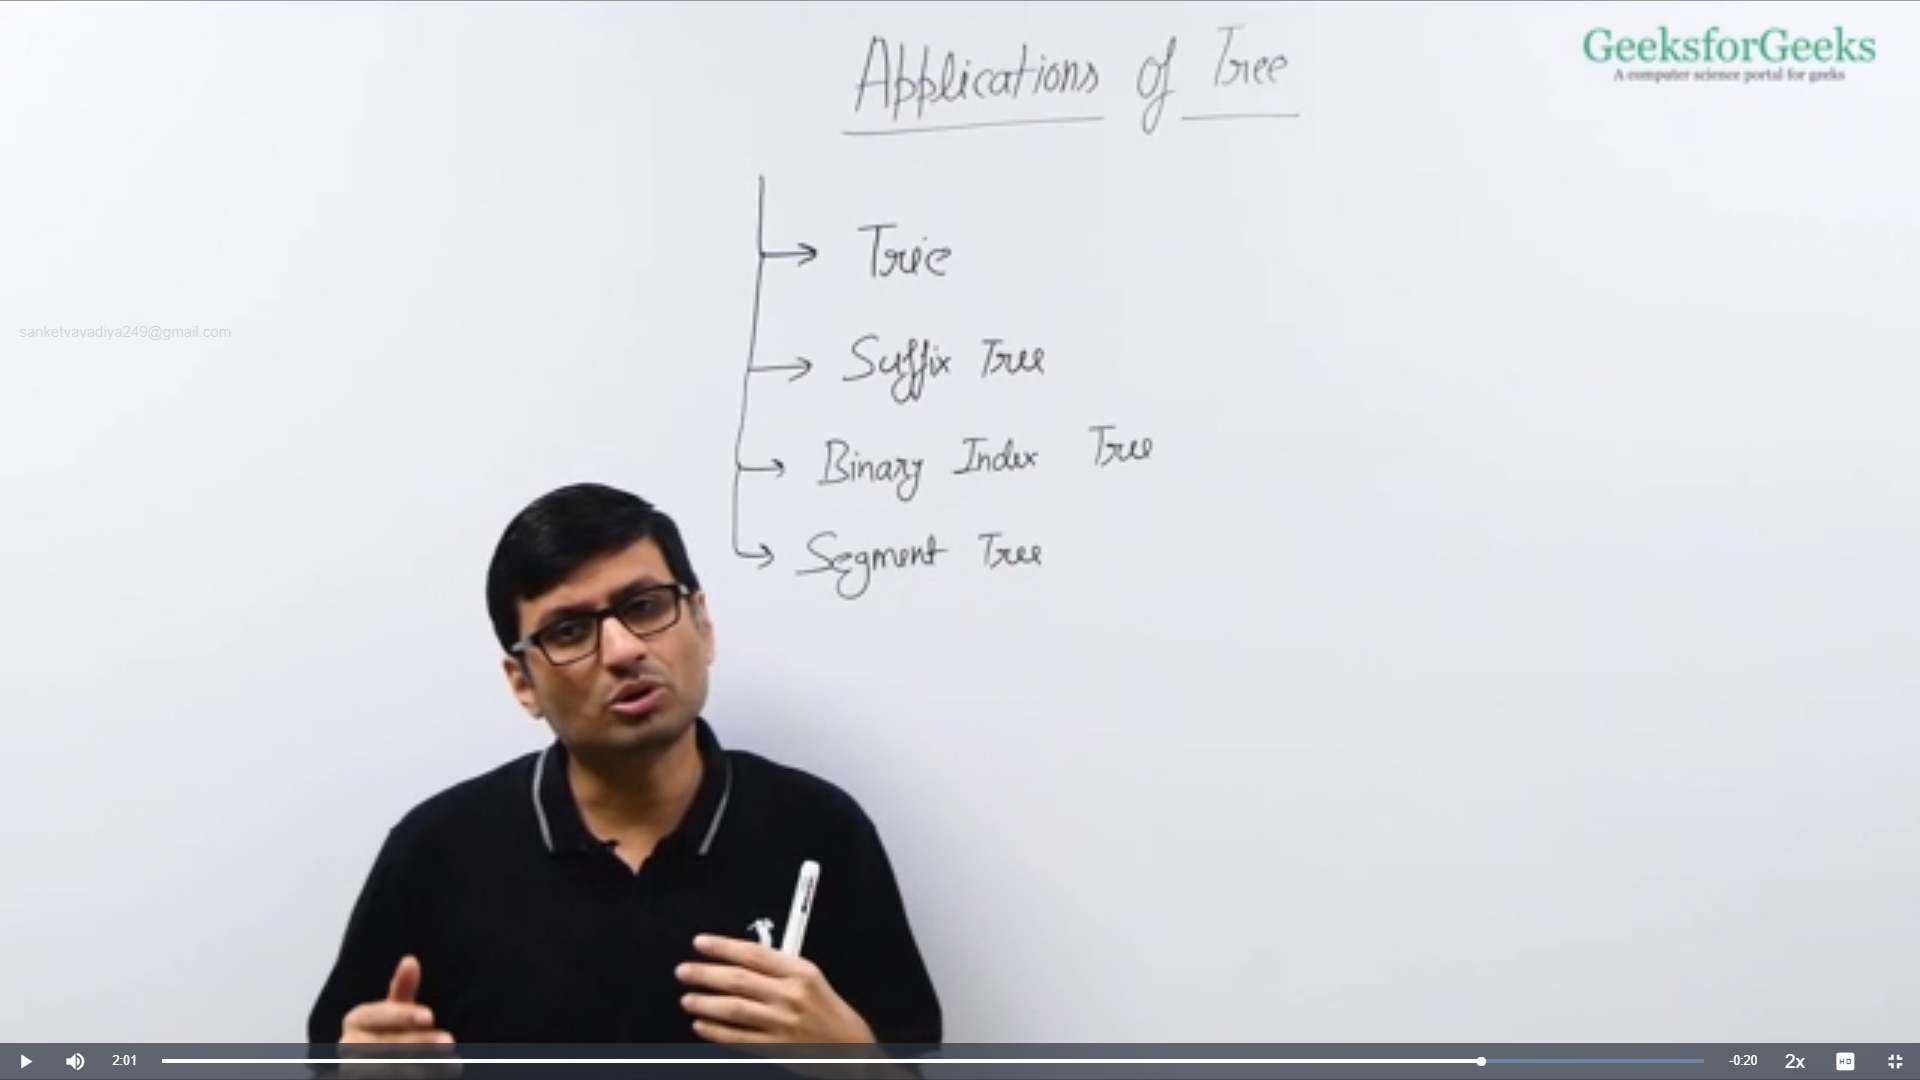 Applications of Tree
GeeksforGeeks
A computer science portal for geeks
Trie
sanketvavadiya249@gmail.com
Suffix Tree
Binary Index Tree
Segment Tree
2:01
-0:20
2x
HD